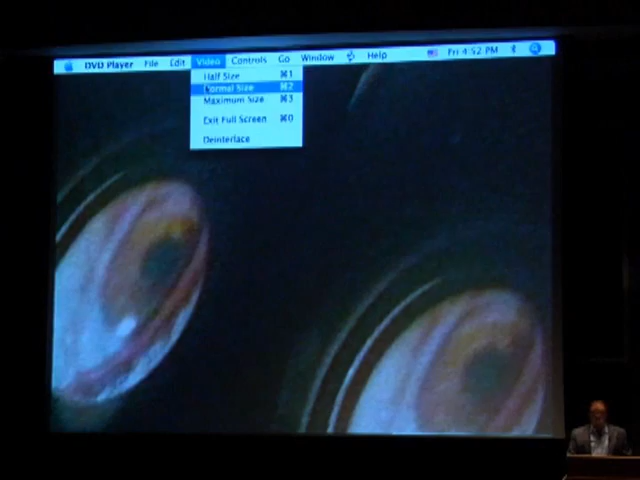 DVD Player File Edit Video Controls Go Window Help Fri 4:52 PM
Half Size ⌘1
Normal Size ⌘2
Maximum Size ⌘3
Exit Full Screen ⌘0
Deinterlace